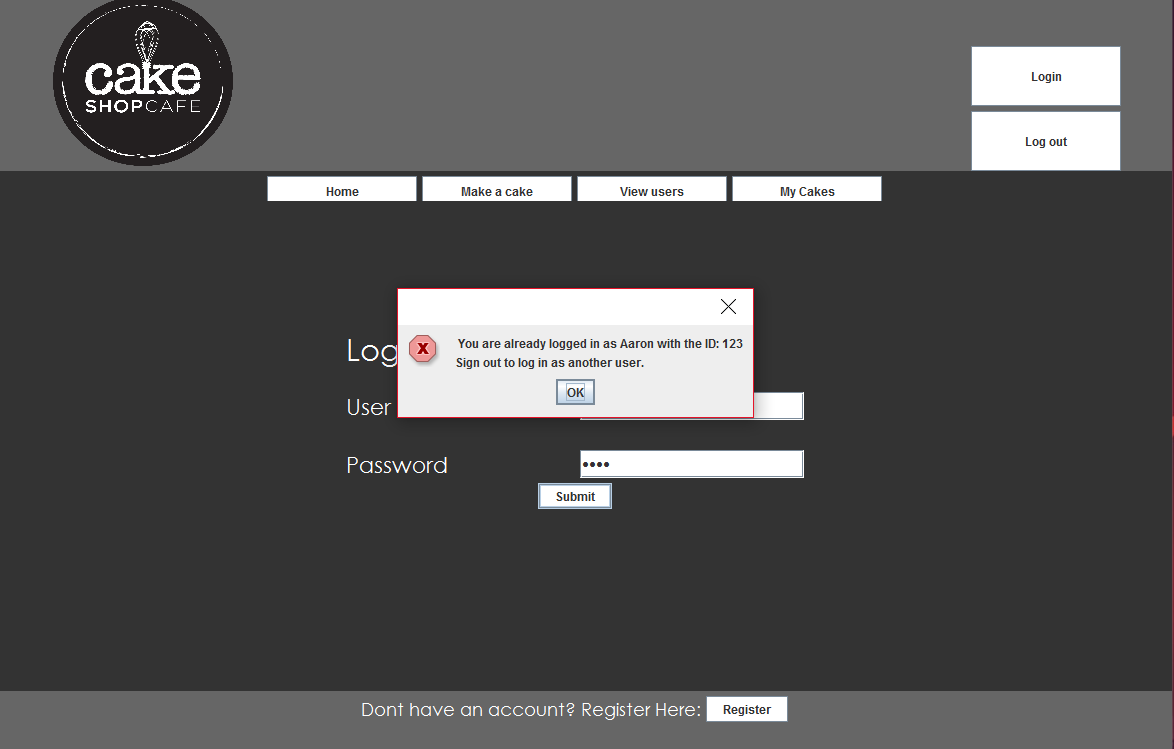 cake
SHOPCAFE
Login
Log out
Home
Make a cake
View users
My Cakes
Log
X
You are already logged in as Aaron with the ID: 123
Sign out to log in as another user.
OK
User
Password
Submit
Dont have an account? Register Here:
Register